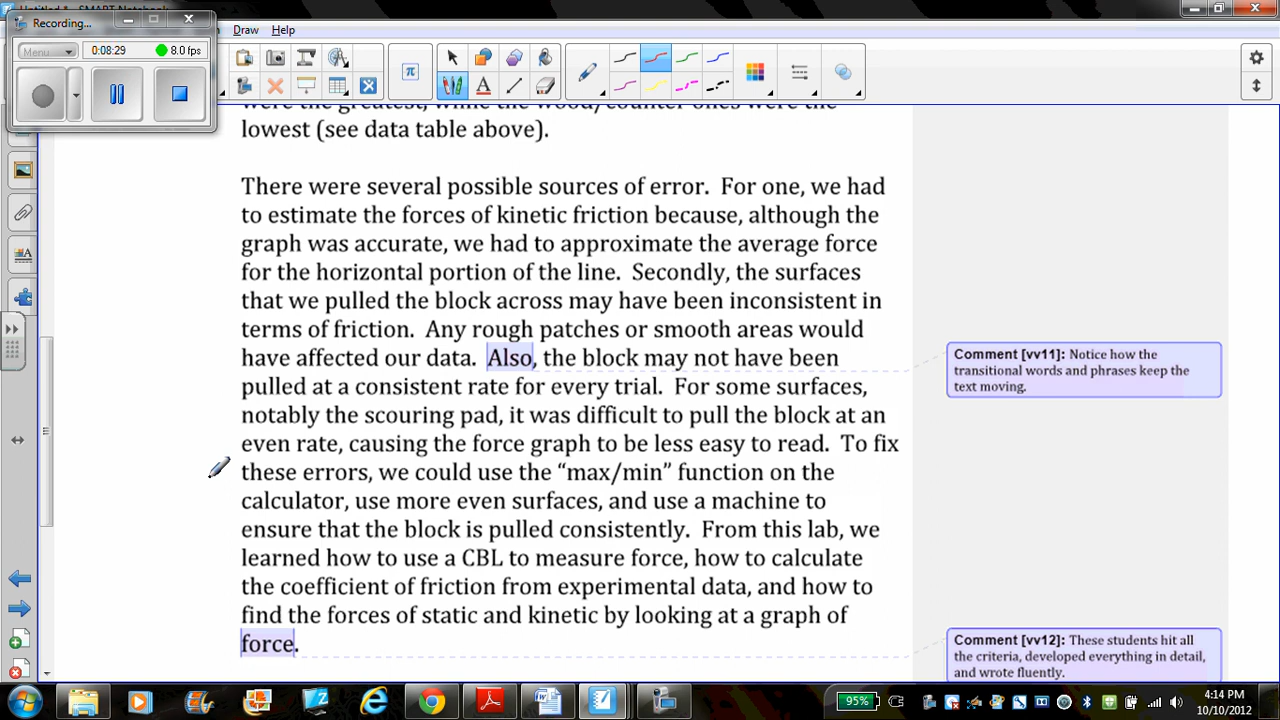 Recording...
Menu
0:08:29
8.0 fps
Draw Help
lowest (see data table above).
There were several possible sources of error. For one, we had
to estimate the forces of kinetic friction because, although the
graph was accurate, we had to approximate the average force
for the horizontal portion of the line. Secondly, the surfaces
that we pulled the block across may have been inconsistent in
terms of friction. Any rough patches or smooth areas would
have affected our data. Also, the block may not have been
pulled at a consistent rate for every trial. For some surfaces,
notably the scouring pad, it was difficult to pull the block at an
even rate, causing the force graph to be less easy to read. To fix
these errors, we could use the “max/min” function on the
calculator, use more even surfaces, and use a machine to
ensure that the block is pulled consistently. From this lab, we
learned how to use a CBL to measure force, how to calculate
the coefficient of friction from experimental data, and how to
find the forces of static and kinetic by looking at a graph of
force.
Comment [vv11]: Notice how the
transitional words and phrases keep the
text moving.
Comment [vv12]: These students hit all
the criteria, developed everything in detail,
and wrote fluently.
95%
4:14 PM
10/10/2012